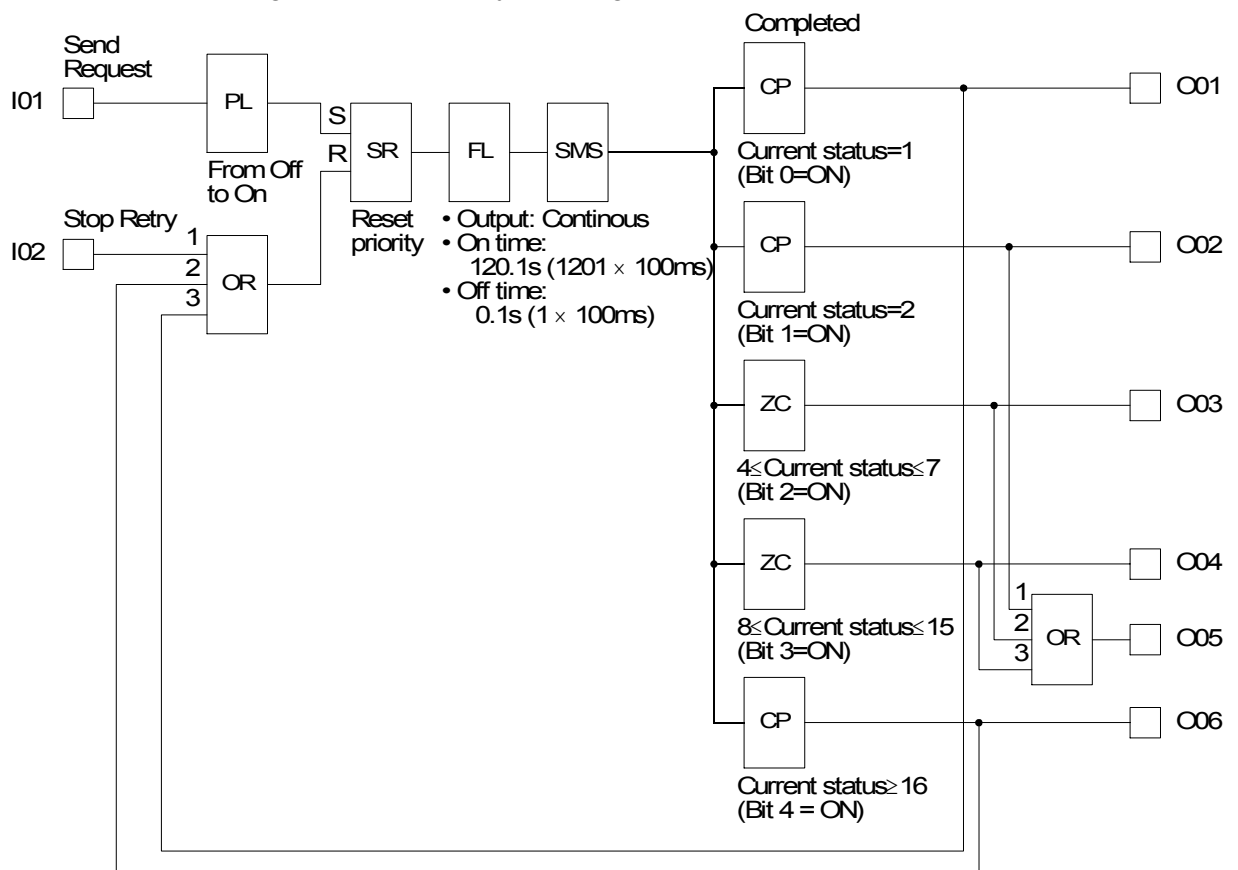 Completed
Send
Request
I01
PL
CP
O01
S
R
SR
FL
SMS
From Off
to On
Current status=1
(Bit 0=ON)
Stop Retry
I02
1
2
3
OR
Reset
priority
• Output: Continous
• On time:
120.1s (1201 × 100ms)
• Off time:
0.1s (1 × 100ms)
CP
O02
Current status=2
(Bit 1=ON)
ZC
O03
4≤Current status≤7
(Bit 2=ON)
ZC
O04
8≤Current status≤15
(Bit 3=ON)
1
2
3
OR
O05
CP
O06
Current status≥16
(Bit 4 = ON)